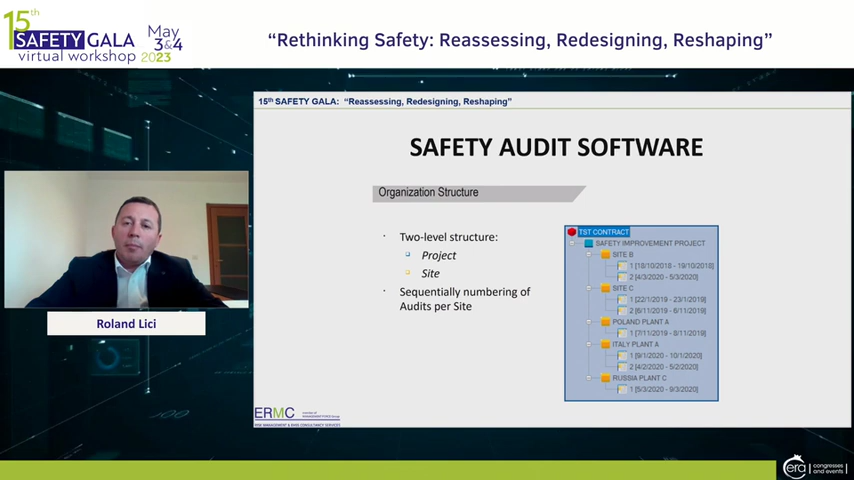 15th
SAFETY GALA
virtual workshop
May
3&4
2023
“Rethinking Safety: Reassessing, Redesigning, Reshaping”
15th SAFETY GALA: “Reassessing, Redesigning, Reshaping”
SAFETY AUDIT SOFTWARE
Organization Structure
Two-level structure:
Project
Site
Sequentially numbering of
Audits per Site
TST CONTRACT
SAFETY IMPROVEMENT PROJECT
SITE B
1 [18/10/2018 - 19/10/2018]
2 [4/3/2020 - 5/3/2020]
SITE C
1 [22/1/2019 - 23/1/2019]
2 [6/11/2019 - 6/11/2019]
POLAND PLANT A
1 [7/11/2019 - 8/11/2019]
ITALY PLANT A
1 [9/1/2020 - 10/1/2020]
2 [4/2/2020 - 5/2/2020]
RUSSIA PLANT C
1 [5/3/2020 - 9/3/2020]
Roland Lici
ERMC
RISK MANAGEMENT & RMSE CONSULTANCY SERVICES
era
congresses
and events